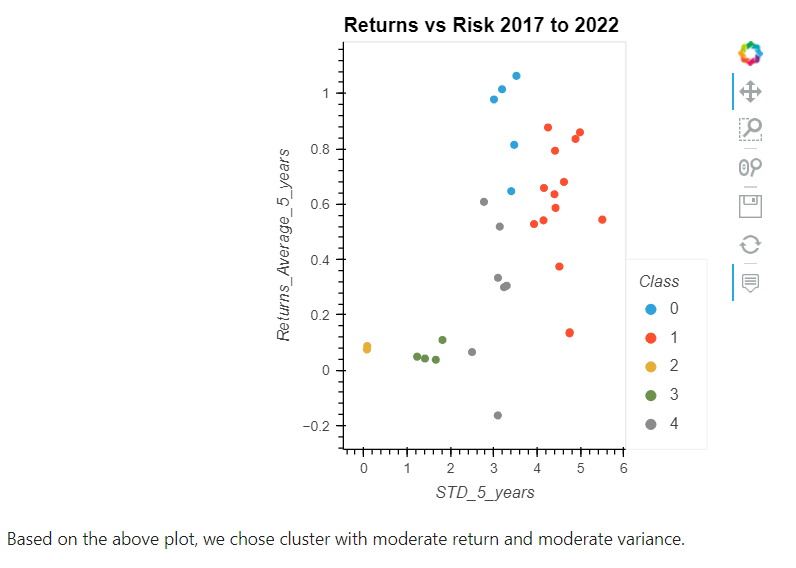 Returns vs Risk 2017 to 2022
1
0.8
0.6
0.4
0.2
0
−0.2
Returns_Average_5_years
0 1 2 3 4 5 6
STD_5_years
Class
0
1
2
3
4
Based on the above plot, we chose cluster with moderate return and moderate variance.